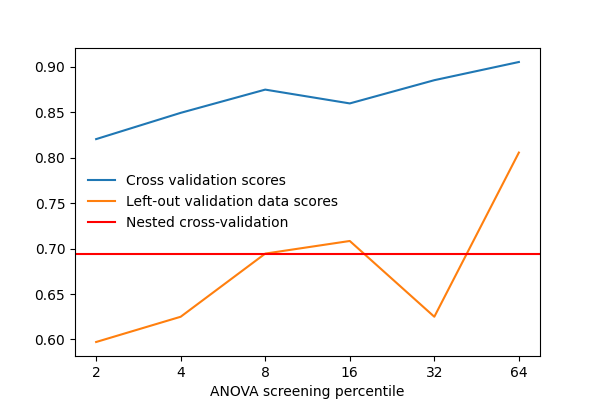 0.90
0.85
0.80
0.75
0.70
0.65
0.60
Cross validation scores
Left-out validation data scores
Nested cross-validation
2 4 8 16 32 64
ANOVA screening percentile